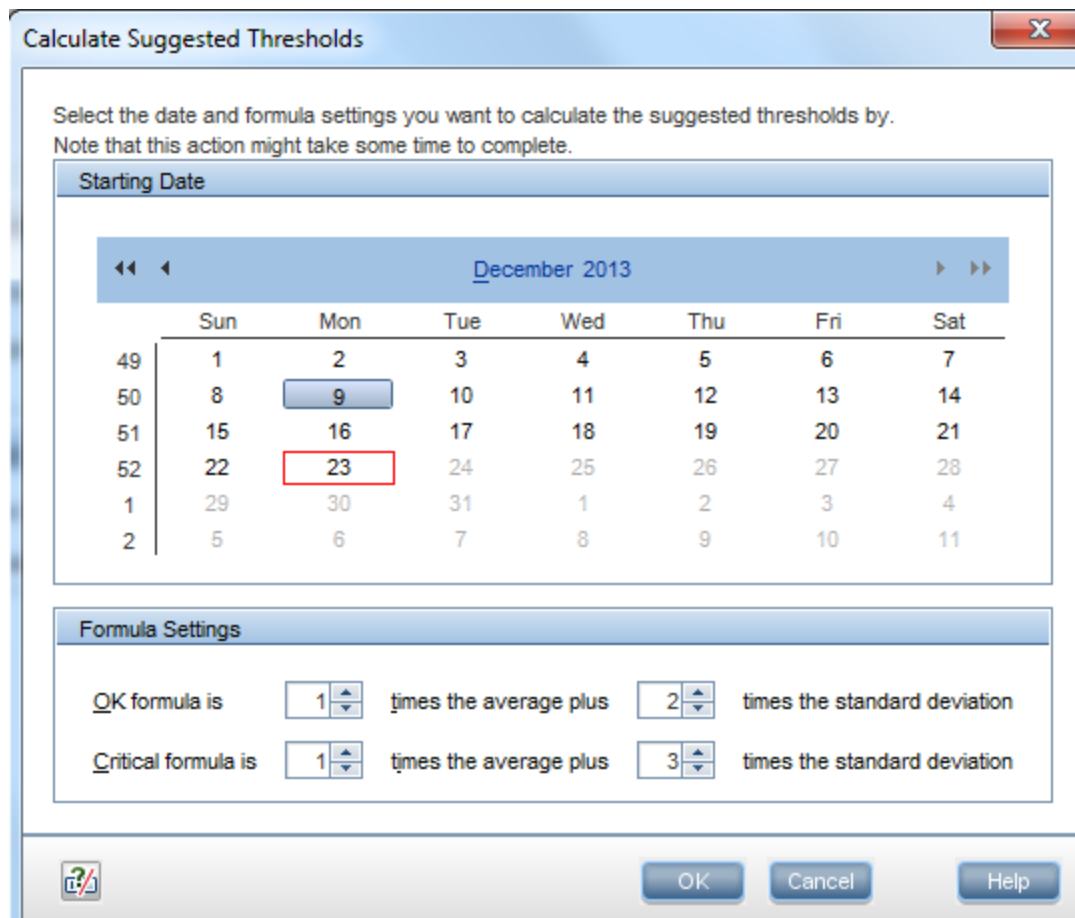 Calculate Suggested Thresholds
Select the date and formula settings you want to calculate the suggested thresholds by.
Note that this action might take some time to complete.
Starting Date
December 2013
Sun Mon Tue Wed Thu Fri Sat
49 1 2 3 4 5 6 7
50 8 9 10 11 12 13 14
51 15 16 17 18 19 20 21
52 22 23 24 25 26 27 28
1 29 30 31 1 2 3 4
2 5 6 7 8 9 10 11
Formula Settings
OK formula is 1 times the average plus 2 times the standard deviation
Critical formula is 1 times the average plus 3 times the standard deviation
OK Cancel Help